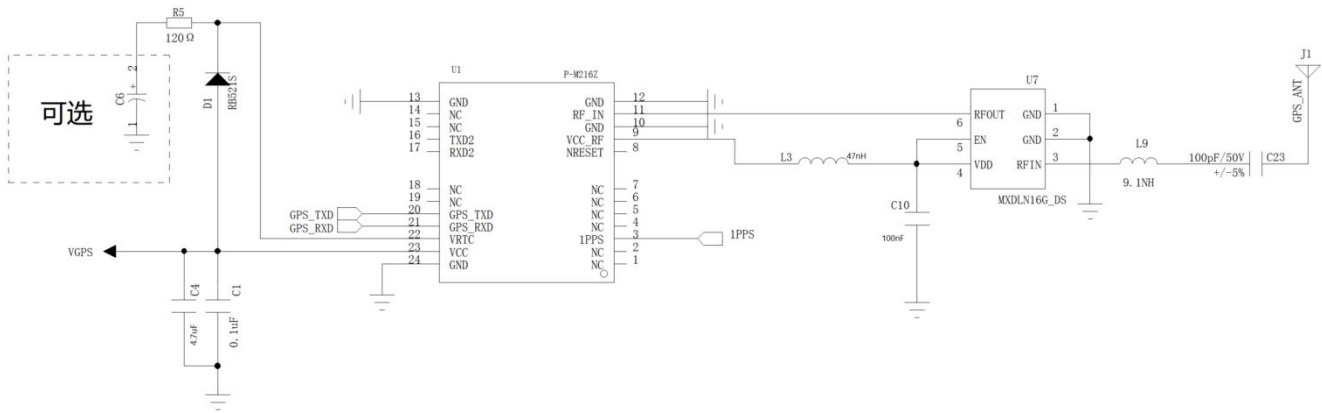 R5
120Ω
可选
2
+
C6
1
D1
RB521S
VGPS
C4
4.7uF
C1
0.1uF
GPS_TXD
GPS_RXD
U1
P-M216Z
13 GND
14 NC
15 NC
16 TXD2
17 RXD2
18 NC
19 NC
20 GPS_TXD
21 GPS_RXD
22 VRTC
23 VCC
24 GND
GND 12
RF_IN 11
GND 10
VCC_RF 9
NRESET 8
NC 7
NC 6
NC 5
NC 4
1PPS 3
NC 2
NC 1
1PPS
L3
47nH
C10
100nF
U7
6 RFOUT GND 1
5 EN GND 2
4 VDD RFIN 3
MXDLN16G_DS
L9
9.1NH
100pF/50V
+/-5%
C23
J1
GPS_ANT